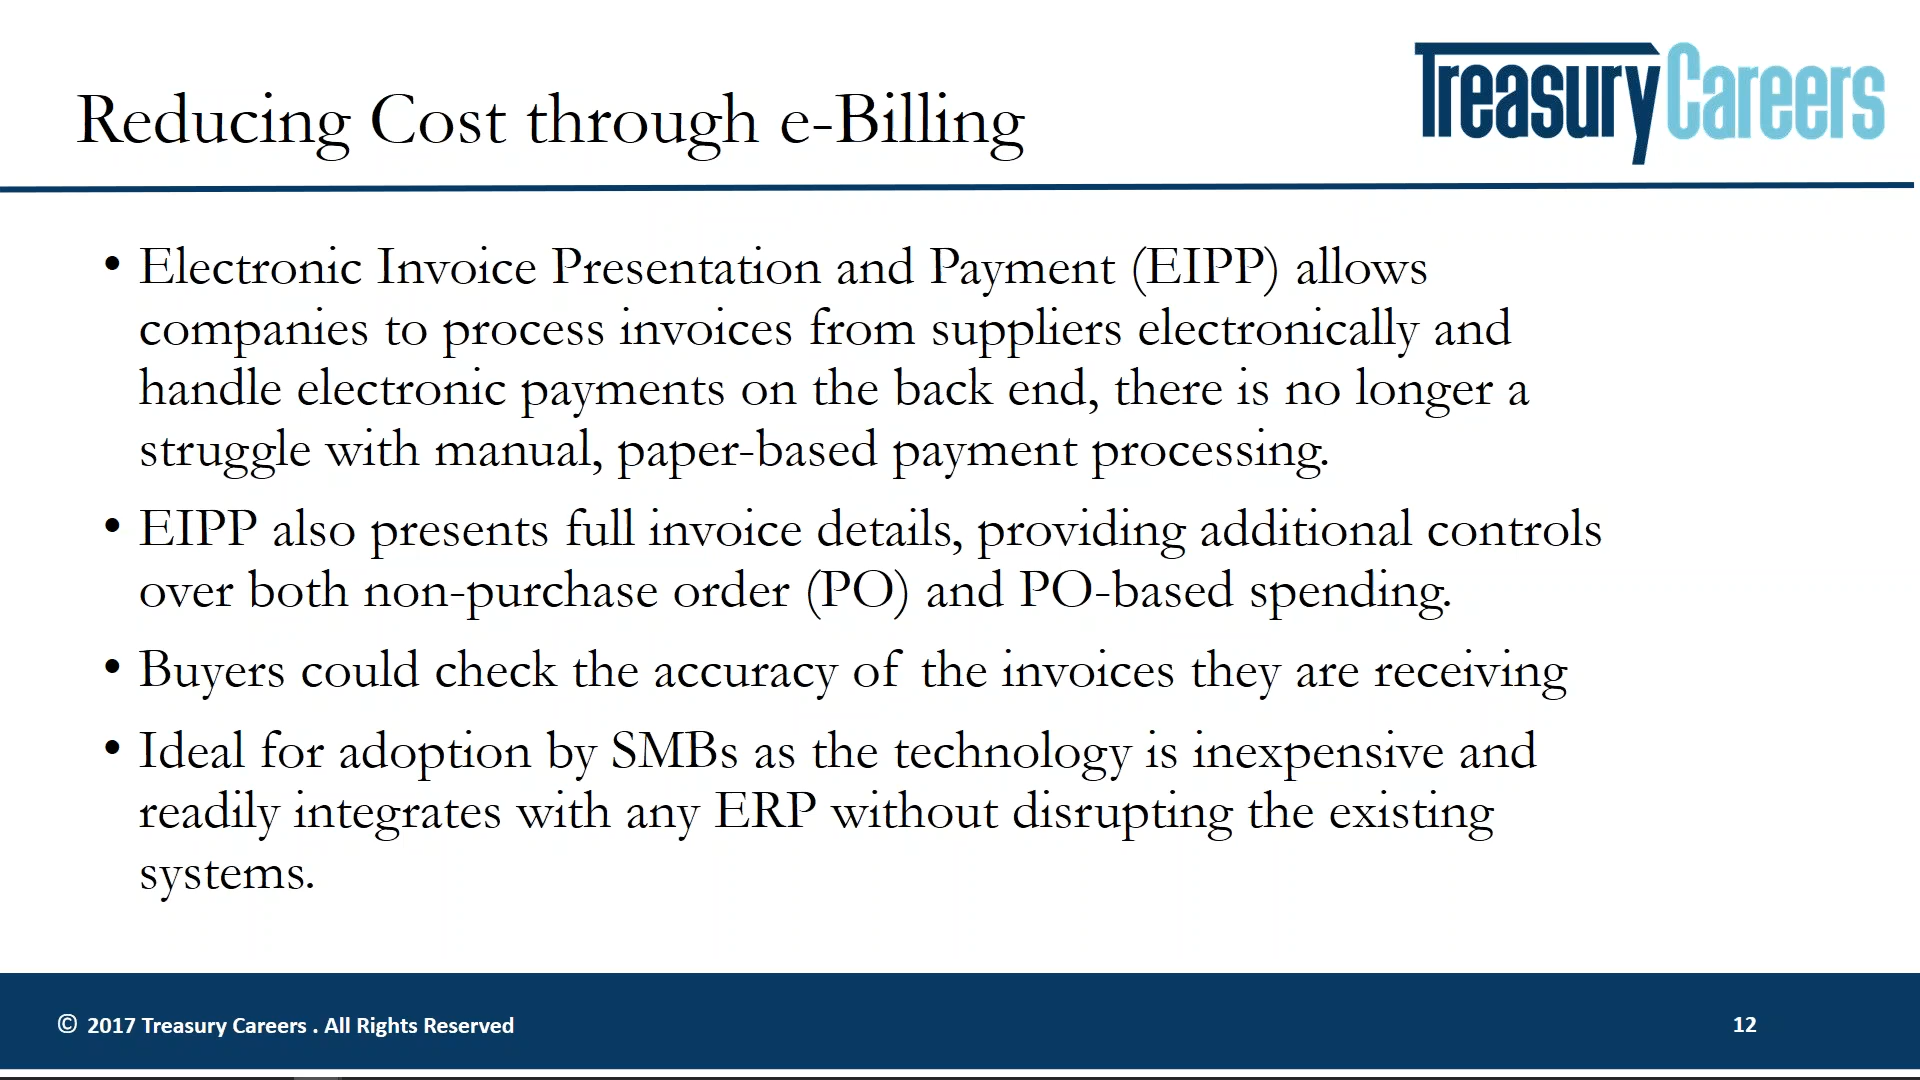 TreasuryCareers
Reducing Cost through e-Billing
• Electronic Invoice Presentation and Payment (EIPP) allows
companies to process invoices from suppliers electronically and
handle electronic payments on the back end, there is no longer a
struggle with manual, paper-based payment processing.
• EIPP also presents full invoice details, providing additional controls
over both non-purchase order (PO) and PO-based spending.
• Buyers could check the accuracy of the invoices they are receiving
• Ideal for adoption by SMBs as the technology is inexpensive and
readily integrates with any ERP without disrupting the existing
systems.
© 2017 Treasury Careers . All Rights Reserved
12